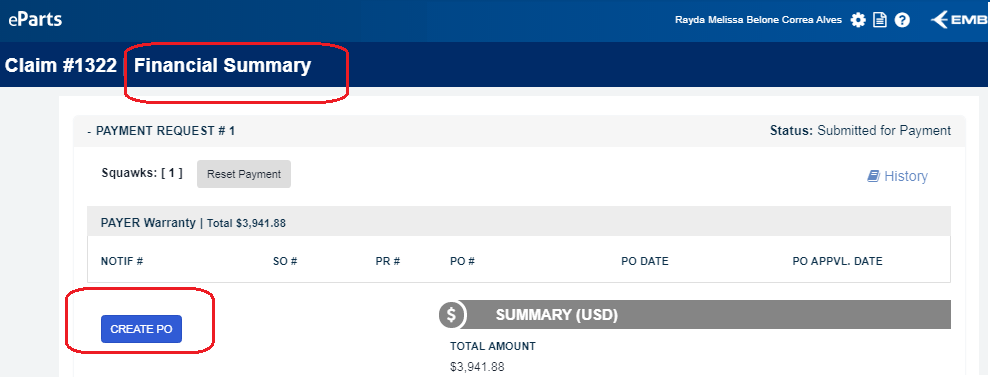 eParts
Rayda Melissa Belone Correa Alves
EMB
Claim #1322 | Financial Summary
- PAYMENT REQUEST # 1
Status: Submitted for Payment
Squawks: [ 1 ] Reset Payment
History
PAYER Warranty | Total $3,941.88
NOTIF # SO # PR # PO # PO DATE PO APPVL. DATE
CREATE PO
$ SUMMARY (USD)
TOTAL AMOUNT
$3,941.88